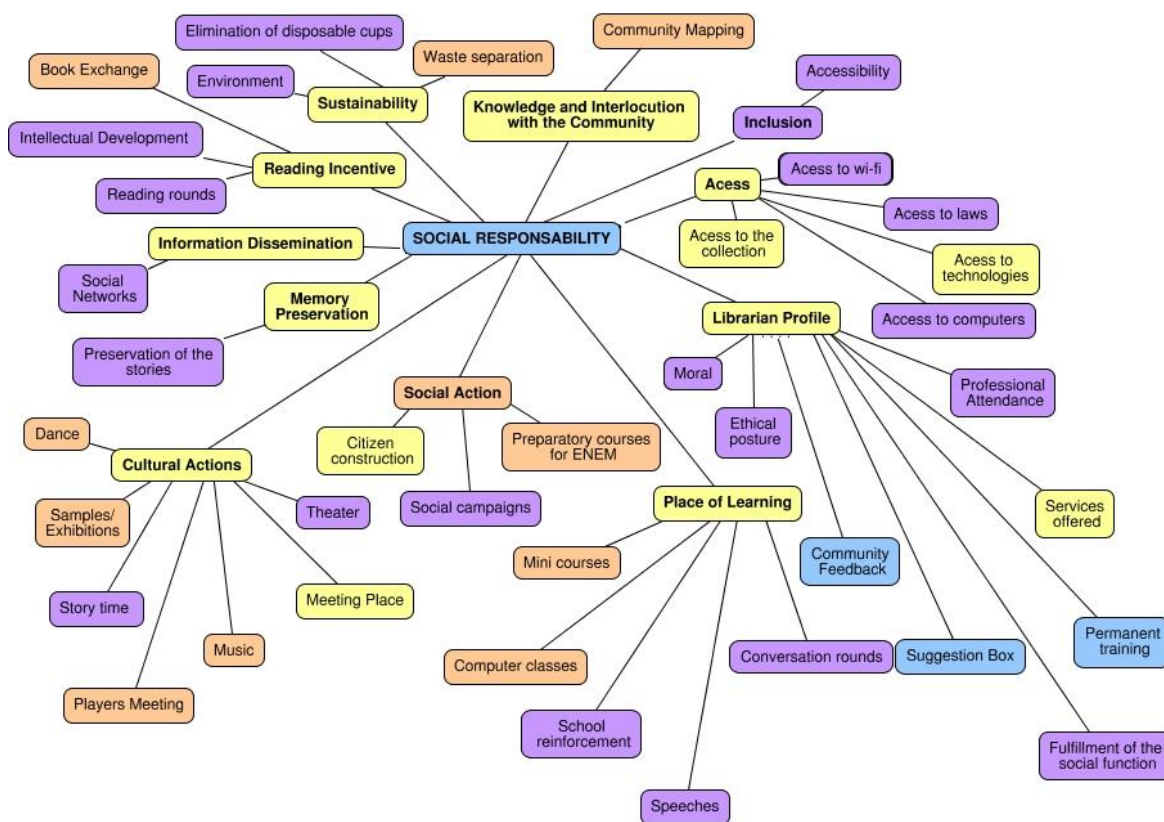 Elimination of disposable cups
Community Mapping
Waste separation
Book Exchange
Accessibility
Environment
Sustainability
Knowledge and Interlocution
with the Community
Inclusion
Intellectual Development
Reading Incentive
Acess to wi-fi
Acess
Reading rounds
Acess to laws
Information Dissemination
SOCIAL RESPONSABILITY
Acess to the
collection
Acess to
technologies
Social
Networks
Memory
Preservation
Librarian Profile
Access to computers
Preservation of the
stories
Moral
Professional
Attendance
Social Action
Ethical
posture
Dance
Citizen
construction
Preparatory courses
for ENEM
Cultural Actions
Place of Learning
Social campaigns
Theater
Samples/
Exhibitions
Services
offered
Mini courses
Community
Feedback
Story time
Meeting Place
Music
Computer classes
Conversation rounds
Suggestion Box
Permanent
training
Players Meeting
School
reinforcement
Fulfillment of the
social function
Speeches